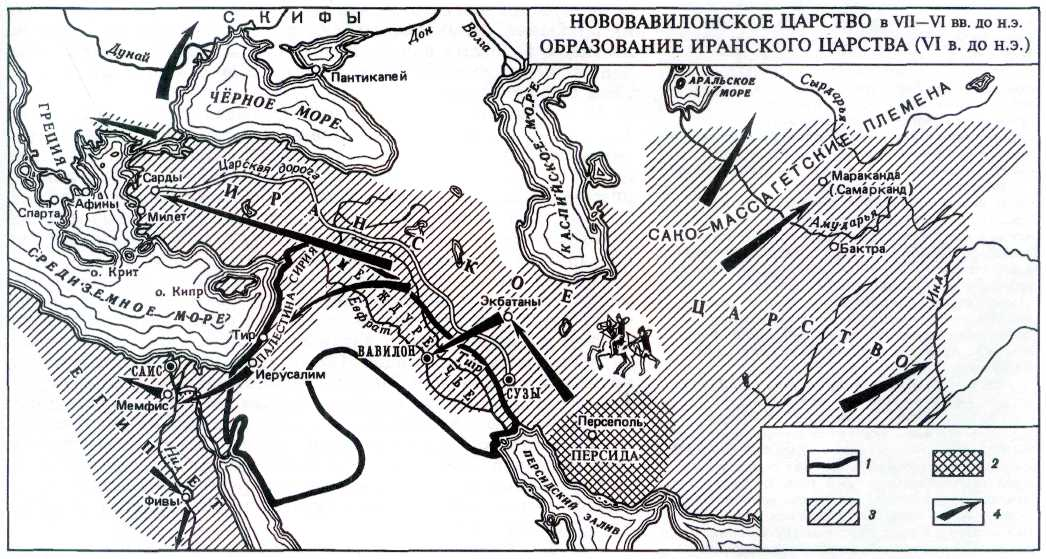 НОВОВАВИЛОНСКОЕ ЦАРСТВО в VII—VI вв. до н.э.
ОБРАЗОВАНИЕ ИРАНСКОГО ЦАРСТВА (VI в. до н.э.)
СКИФЫ
Дунай
Дон
Волга
Пантикапей
ЧЁРНОЕ
МОРЕ
АРАЛЬСКОЕ
МОРЕ
Сырдарья
КАСПИЙСКОЕ МОРЕ
САКО-МАССАГЕТСКИЕ ПЛЕМЕНА
ГРЕЦИЯ
Царская дорога
Сарды
Афины
Спарта
Милет
Мараканда
(Самарканд)
Амударья
Бактра
ИРАНСКОЕ ЦАРСТВО
о. Крит
о. Кипр
СРЕДИЗЕМНОЕ МОРЕ
ПАЛЕСТИНА СИРИЯ
МЕЖДУРЕЧЬЕ
Евфрат
Тигр
Экбатаны
Инд
Тир
ВАВИЛОН
САИС
Иерусалим
СУЗЫ
Мемфис
ЕГИПЕТ
Нил
Персеполь
ПЕРСИДА
Фивы
ПЕРСИДСКИЙ ЗАЛИВ
1
2
3
4